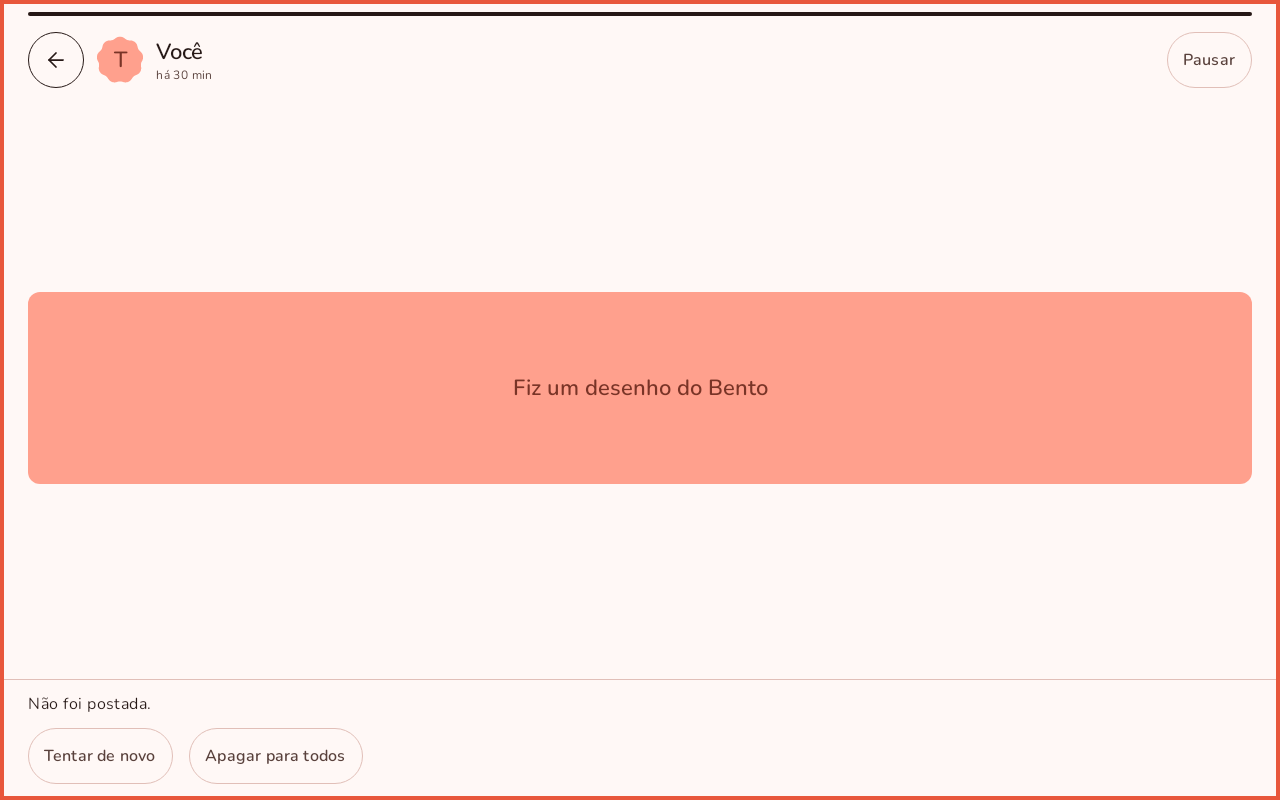 T
Você
há 30 min
Pausar
Fiz um desenho do Bento
Não foi postada.
Tentar de novo
Apagar para todos